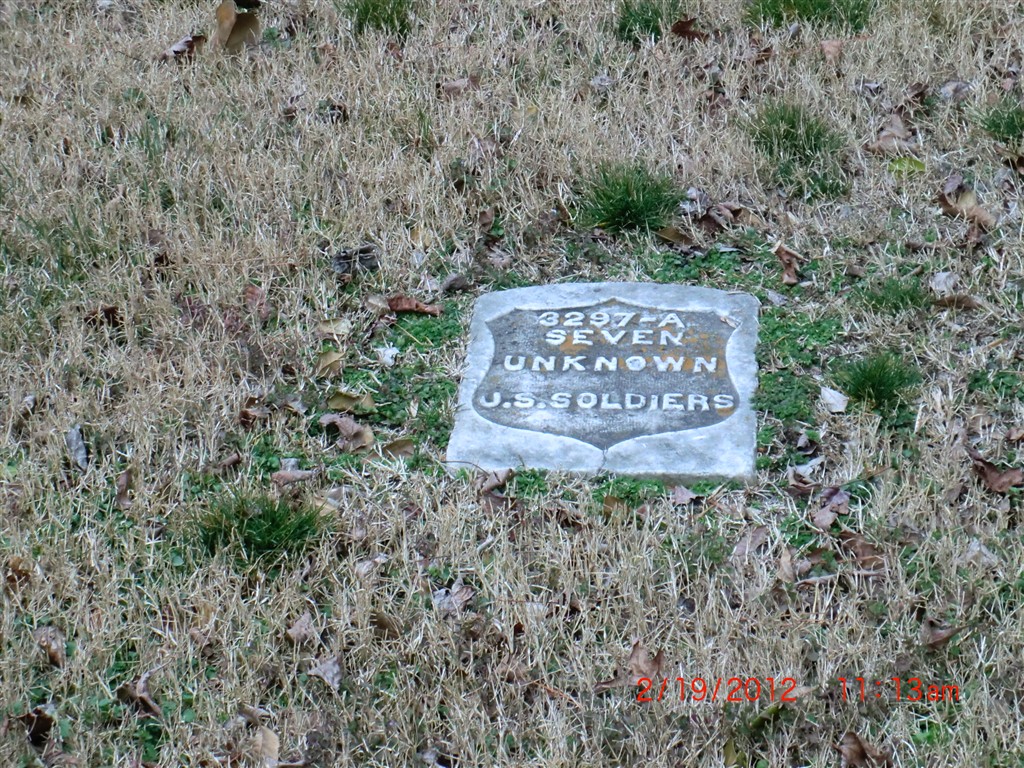 3297-A
SEVEN
UNKNOWN
U.S. SOLDIERS
2/19/2012 11:13am